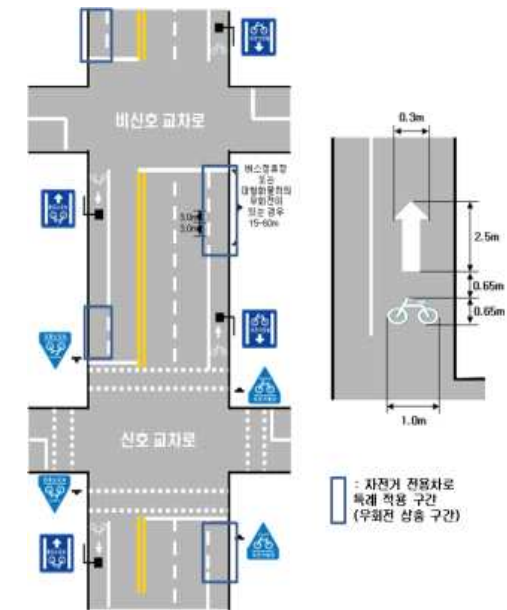 비신호 교차로
버스정류장
또는
대형화물차의
우회전이
있는 경우
15~60m
3.0m
3.0m
신호 교차로
0.3m
2.5m
0.65m
0.65m
1.0m
: 자전거 전용차로
특례 적용 구간
(우회전 상충 구간)